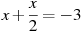 x + x/2 = −3